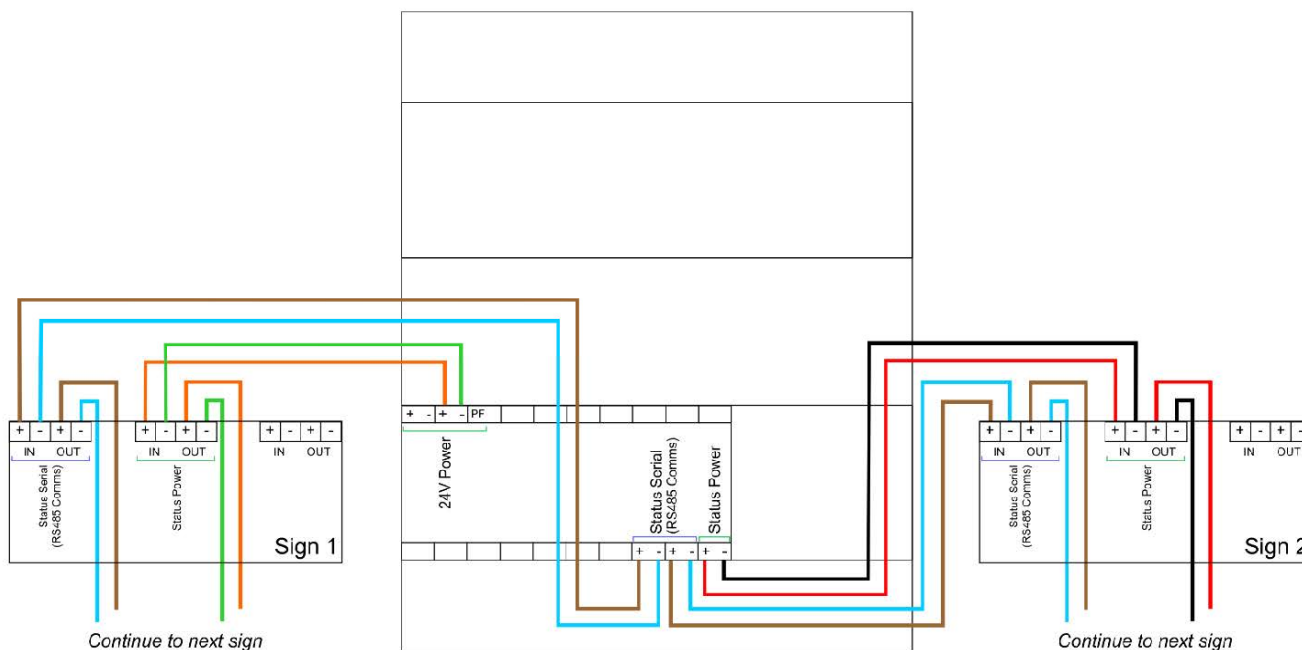 + - + - PF
24V Power
Status Serial
(RS485 Comms)
Status Power
+ - + - + -
+ - + -
IN OUT
Status Serial
(RS485 Comms)
+ - + -
IN OUT
Status Power
+ - + -
IN OUT
Sign 1
Continue to next sign
+ - + -
IN OUT
Status Serial
(RS485 Comms)
+ - + -
IN OUT
Status Power
+ - + -
IN OUT
Sign 2
Continue to next sign